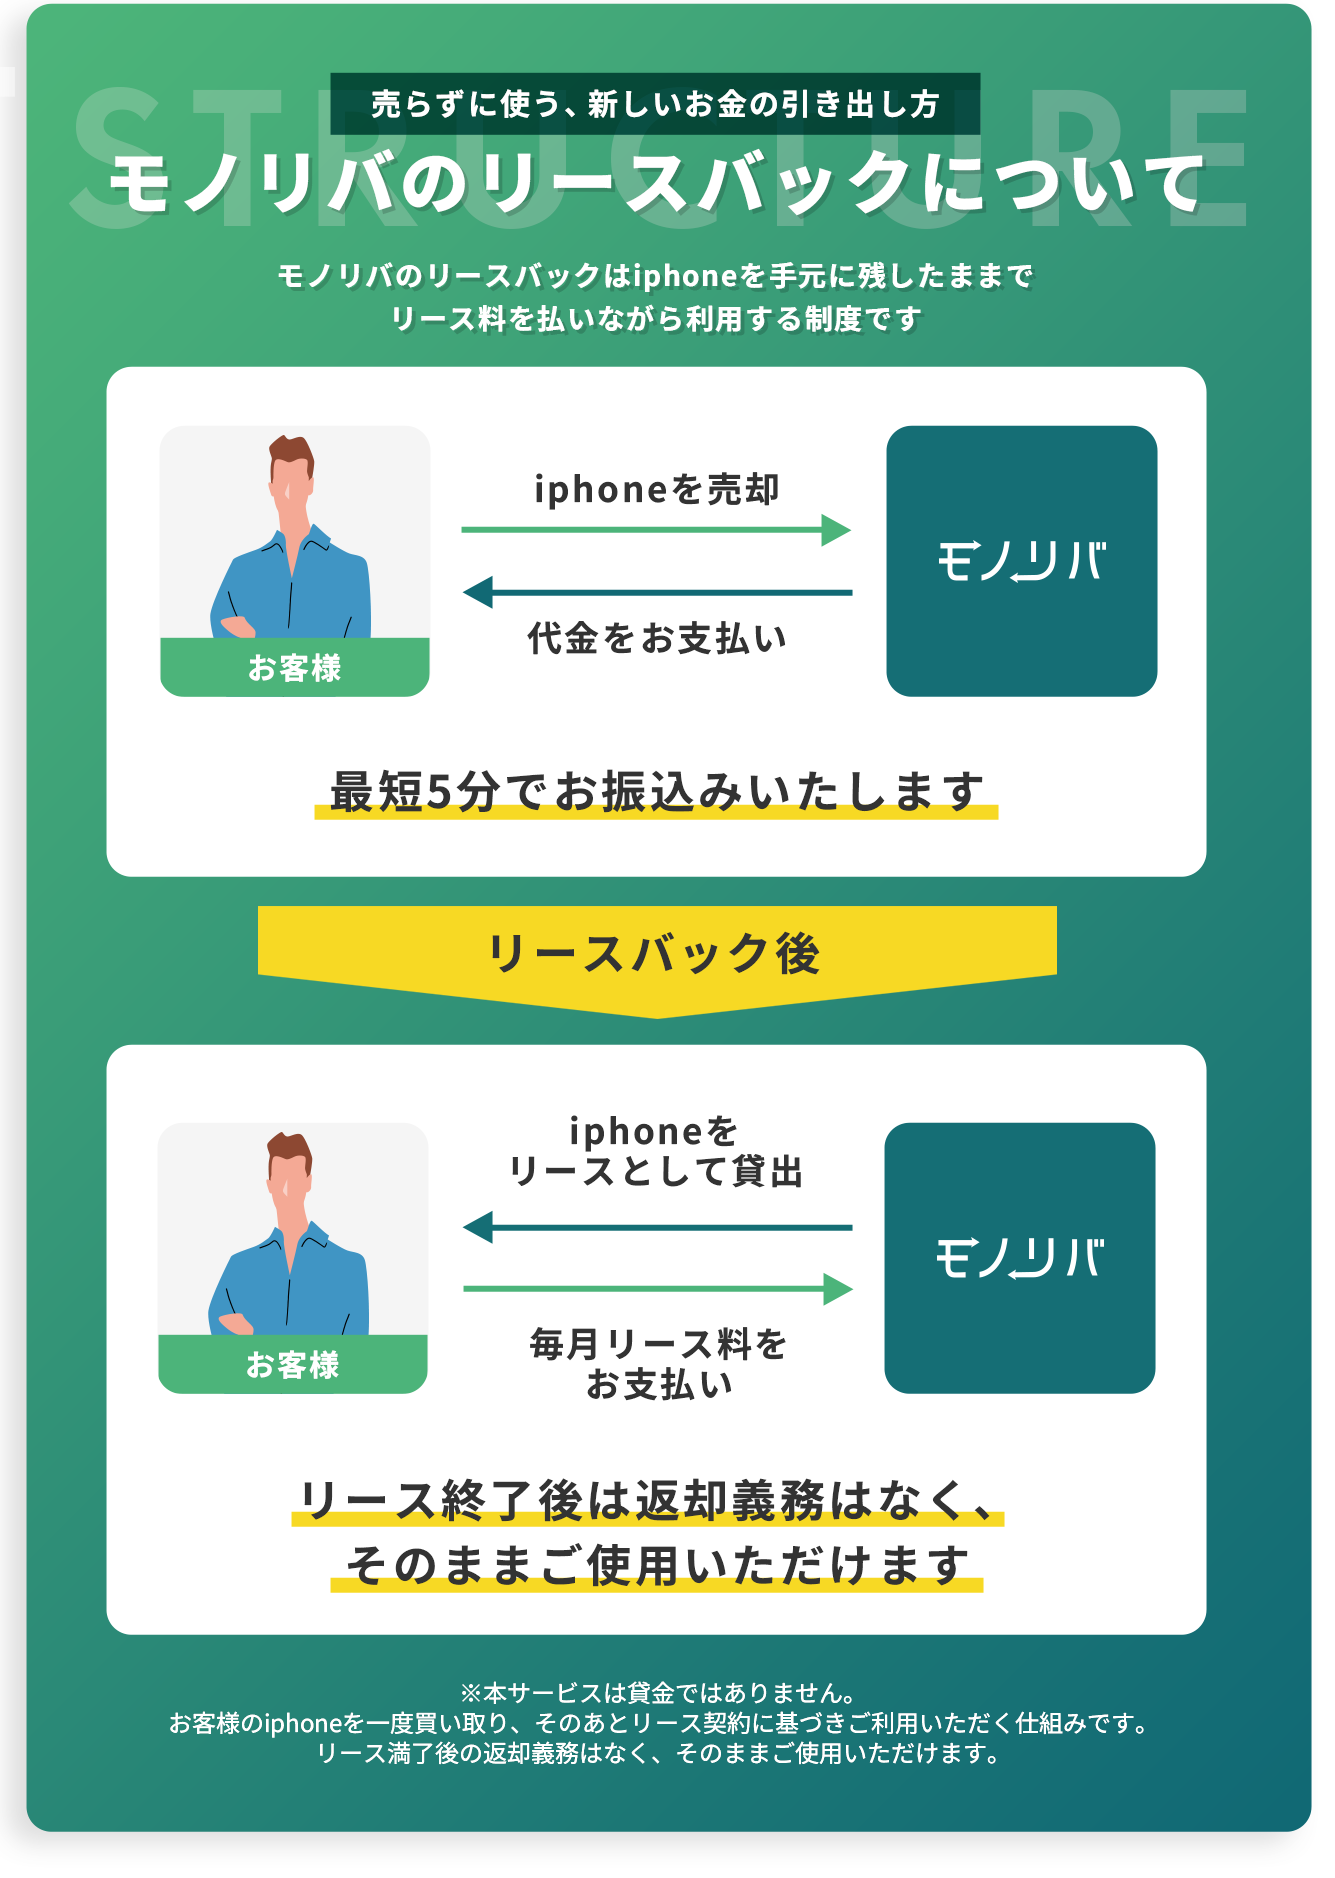 STRUCTURE
売らずに使う、新しいお金の引き出し方
モノリバのリースバックについて
モノリバのリースバックはiphoneを手元に残したままで
リース料を払いながら利用する制度です
iphoneを売却
モノリバ
代金をお支払い
お客様
最短5分でお振込みいたします
リースバック後
iphoneを
リースとして貸出
モノリバ
毎月リース料を
お支払い
お客様
リース終了後は返却義務はなく、
そのままご使用いただけます
※本サービスは貸金ではありません。
お客様のiphoneを一度買い取り、そのあとリース契約に基づきご利用いただく仕組みです。
リース満了後の返却義務はなく、そのままご使用いただけます。